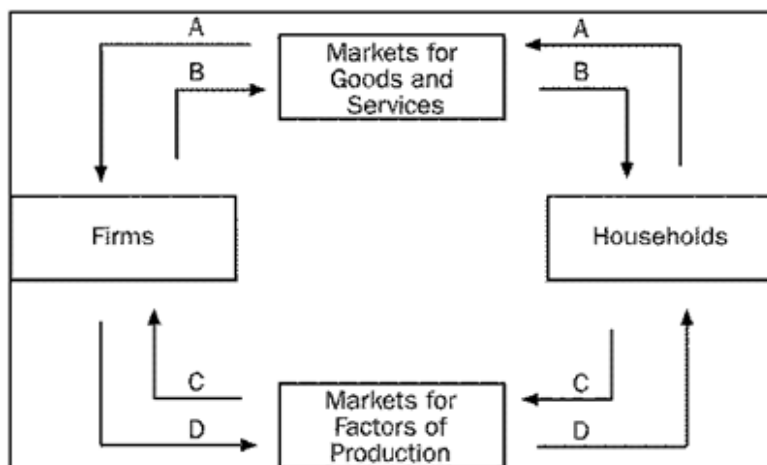 A
A
Markets for
Goods and
Services
B
B
Firms
Households
C
C
Markets for
Factors of
Production
D
D